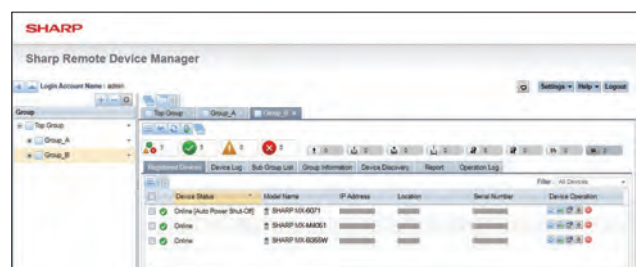 SHARP
Sharp Remote Device Manager
Login Account Name : admin
Settings Help Logout
Group
Top Group Group_A Group_B
Top Group
Group_A
Group_B
Registered Devices Device Log Sub Group List Group Information Device Discovery Report Operation Log
Filter : All Devices
Device Status Model Name IP Address Location Serial Number Device Operation
Online [Auto Power Shut-Off] SHARP MX-6071
Online SHARP MX-M4051
Online SHARP MX-B355W